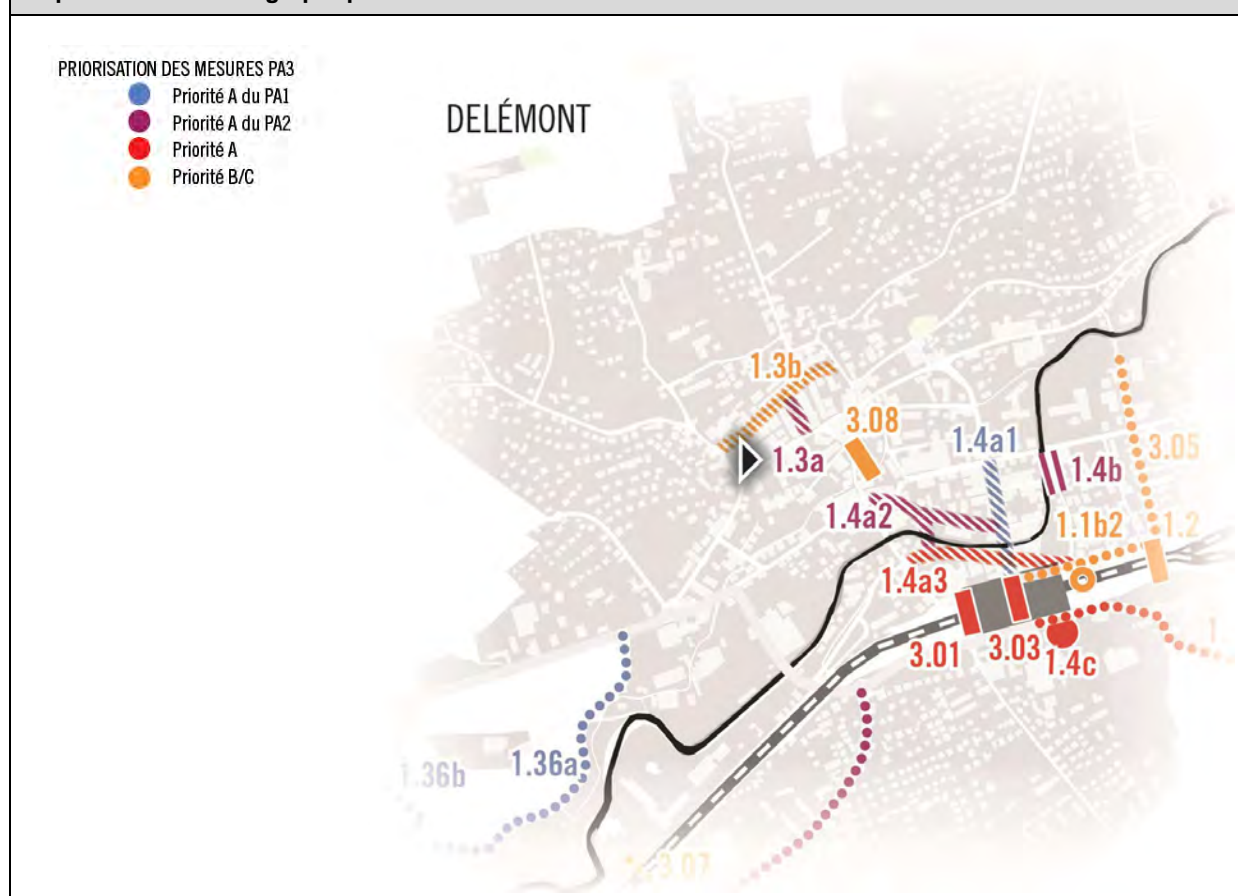 PRIORISATION DES MESURES PA3
Priorité A du PA1
Priorité A du PA2
Priorité A
Priorité B/C
DELÉMONT
1.3b
3.08
1.3a
1.4a1
1.4b
3.05
1.4a2
1.1b2
1.2
1.4a3
3.01
3.03
1.4c
1.36a
1.36b
3.07